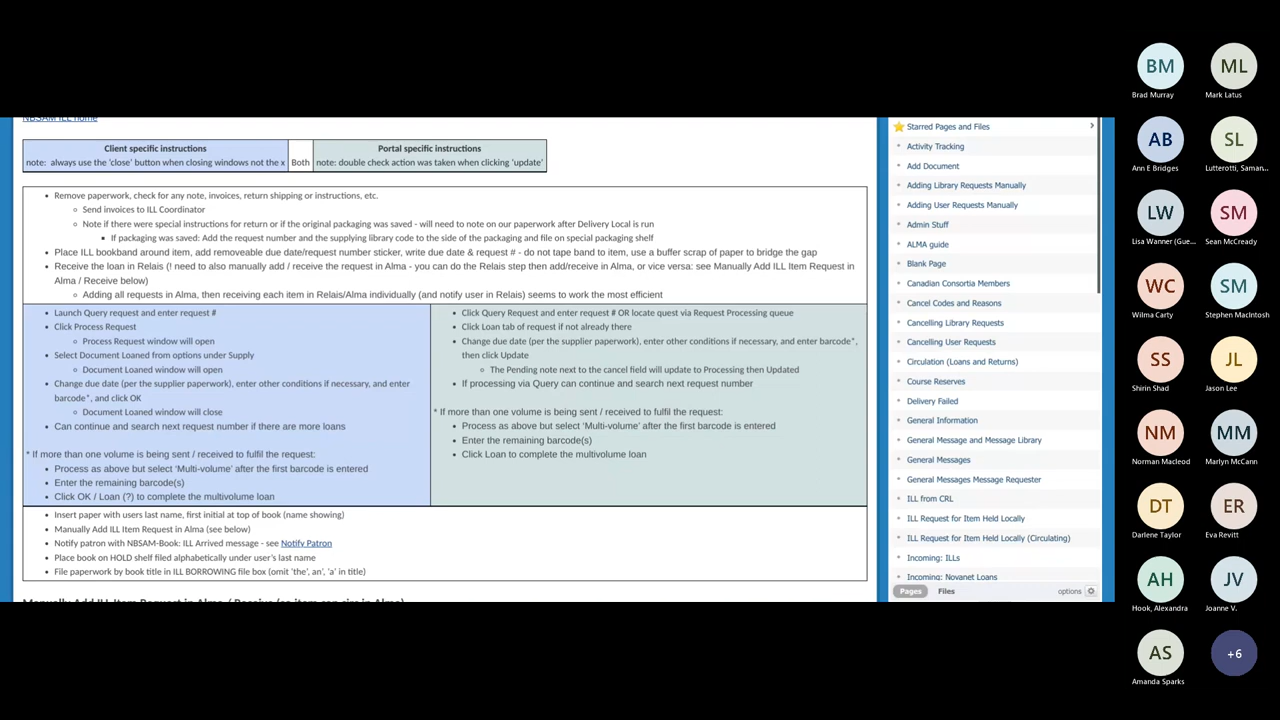 NBSAM ILL home
Client specific instructions
note:  always use the 'close' button when closing windows not the x
Both
Portal specific instructions
note: double check action was taken when clicking 'update'
Remove paperwork, check for any note, invoices, return shipping or instructions, etc.
Send invoices to ILL Coordinator
Note if there were special instructions for return or if the original packaging was saved - will need to note on our paperwork after Delivery Local is run
If packaging was saved: Add the request number and the supplying library code to the side of the packaging and file on special packaging shelf
Place ILL bookband around item, add removeable due date/request number sticker, write due date & request # - do not tape band to item, use a buffer scrap of paper to bridge the gap
Receive the loan in Relais (! need to also manually add / receive the request in Alma - you can do the Relais step then add/receive in Alma, or vice versa: see Manually Add ILL Item Request in
Alma / Receive below)
Adding all requests in Alma, then receiving each item in Relais/Alma individually (and notify user in Relais) seems to work the most efficient
Launch Query request and enter request #
Click Process Request
Process Request window will open
Select Document Loaned from options under Supply
Document Loaned window will open
Change due date (per the supplier paperwork), enter other conditions if necessary, and enter
barcode*, and click OK
Document Loaned window will close
Can continue and search next request number if there are more loans
* If more than one volume is being sent / received to fulfil the request:
Process as above but select 'Multi-volume' after the first barcode is entered
Enter the remaining barcode(s)
Click OK / Loan (?) to complete the multivolume loan
Click Query Request and enter request # OR locate quest via Request Processing queue
Click Loan tab of request if not already there
Change due date (per the supplier paperwork), enter other conditions if necessary, and enter barcode*,
then click Update
The Pending note next to the cancel field will update to Processing then Updated
If processing via Query can continue and search next request number
* If more than one volume is being sent / received to fulfil the request:
Process as above but select 'Multi-volume' after the first barcode is entered
Enter the remaining barcode(s)
Click Loan to complete the multivolume loan
Insert paper with users last name, first initial at top of book (name showing)
Manually Add ILL Item Request in Alma (see below)
Notify patron with NBSAM-Book: ILL Arrived message - see Notify Patron
Place book on HOLD shelf filed alphabetically under user's last name
File paperwork by book title in ILL BORROWING file box (omit 'the', an', 'a' in title)
Manually Add ILL Item Request in Alma / Receive (so item can circ in Alma)
Starred Pages and Files
Activity Tracking
Add Document
Adding Library Requests Manually
Adding User Requests Manually
Admin Stuff
ALMA guide
Blank Page
Canadian Consortia Members
Cancel Codes and Reasons
Cancelling Library Requests
Cancelling User Requests
Circulation (Loans and Returns)
Course Reserves
Delivery Failed
General Information
General Message and Message Library
General Messages
General Messages Message Requester
ILL from CRL
ILL Request for Item Held Locally
ILL Request for Item Held Locally (Circulating)
Incoming: ILLs
Incoming: Novanet Loans
Pages
Files
options
BM
Brad Murray
ML
Mark Latus
AB
Ann E Bridges
SL
Lutterotti, Saman...
LW
Lisa Wanner (Gue...
SM
Sean McCready
WC
Wilma Carty
SM
Stephen MacIntosh
SS
Shirin Shad
JL
Jason Lee
NM
Norman Macleod
MM
Marlyn McCann
DT
Darlene Taylor
ER
Eva Revitt
AH
Hook, Alexandra
JV
Joanne V.
AS
Amanda Sparks
+6